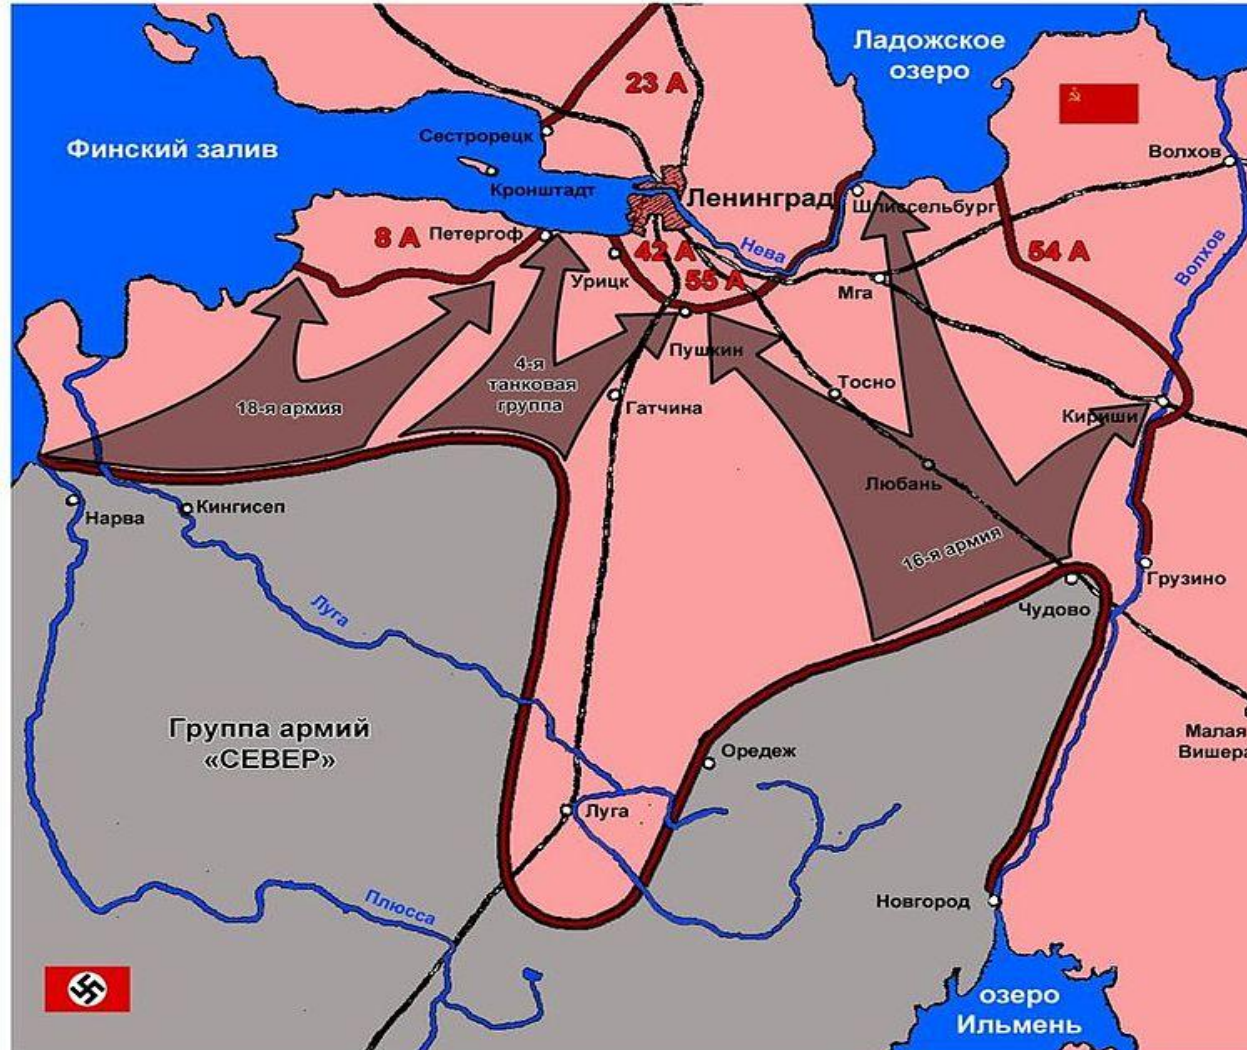 Ладожское
озеро
23 А
Сестрорецк
Финский залив
Волхов
Кронштадт
Ленинград
Шлиссельбург
8 А
Петергоф
42 А
Нева
54 А
Волхов
Урицк
55 А
Мга
Пушкин
4-я
танковая
группа
Тосно
18-я армия
Гатчина
Кириши
Любань
Нарва
Кингисеп
16-я армия
Грузино
Чудово
Луга
Группа армий
«СЕВЕР»
Оредеж
Малая
Вишера
Луга
Плюсса
Новгород
озеро
Ильмень